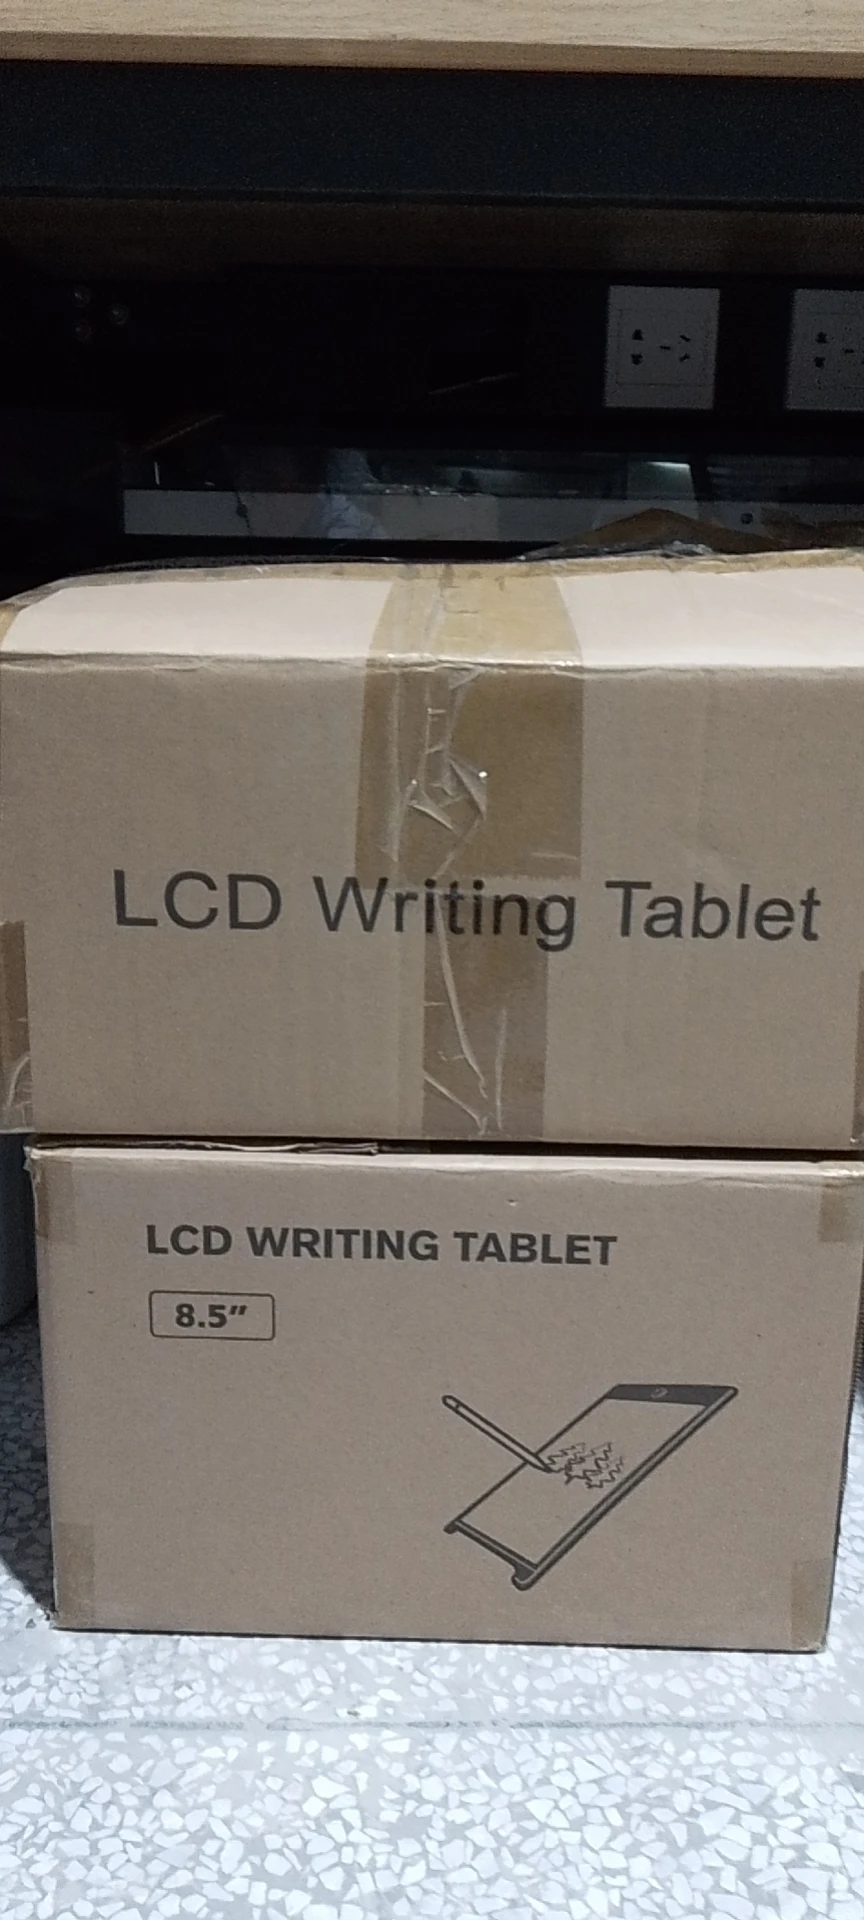 LCD Writing Tablet
LCD WRITING TABLET
8.5"